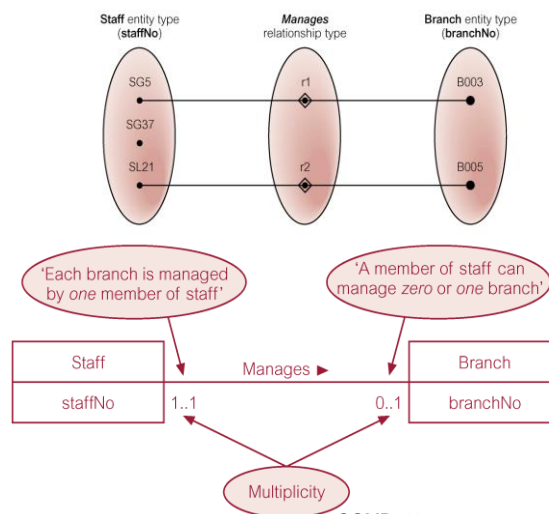 Staff entity type
(staffNo)
Manages
relationship type
Branch entity type
(branchNo)
SG5
r1
B003
SG37
SL21
r2
B005
‘Each branch is managed
by one member of staff’
‘A member of staff can
manage zero or one branch’
Staff
Manages ►
Branch
staffNo
1..1
0..1
branchNo
Multiplicity